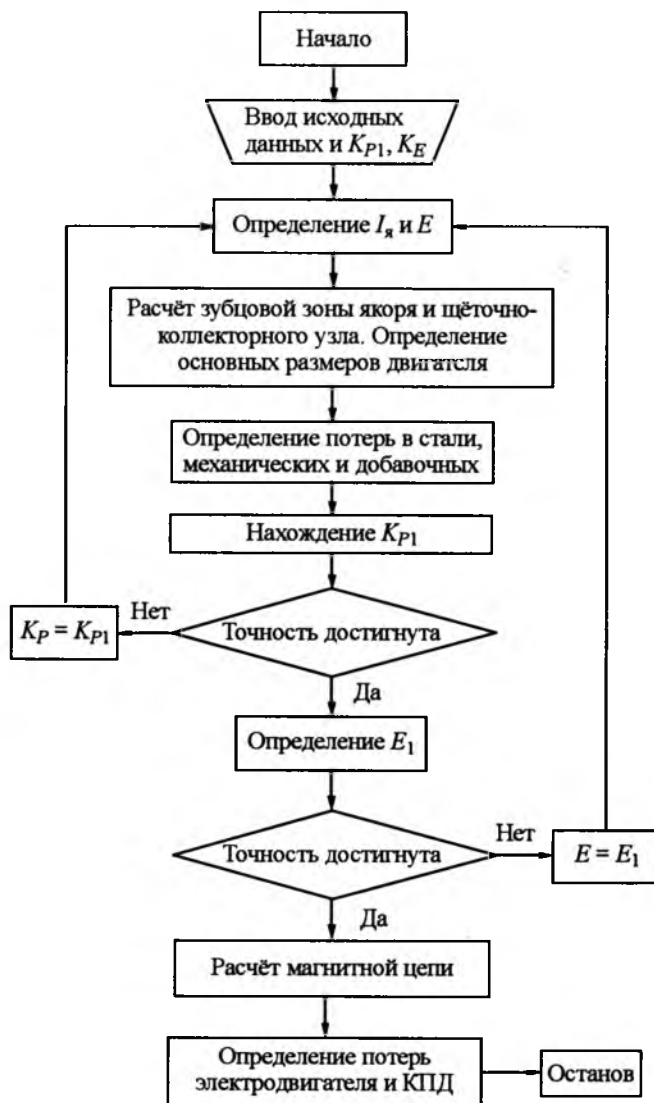 Начало
Ввод исходных
данных и K_P1, K_E
Определение I_я и E
Расчёт зубцовой зоны якоря и щёточно-
коллекторного узла. Определение
основных размеров двигателя
Определение потерь в стали,
механических и добавочных
Нахождение K_P1
Нет
K_P = K_P1
Точность достигнута
Да
Определение E_1
Точность достигнута
Нет
E = E_1
Да
Расчёт магнитной цепи
Определение потерь
электродвигателя и КПД
Останов